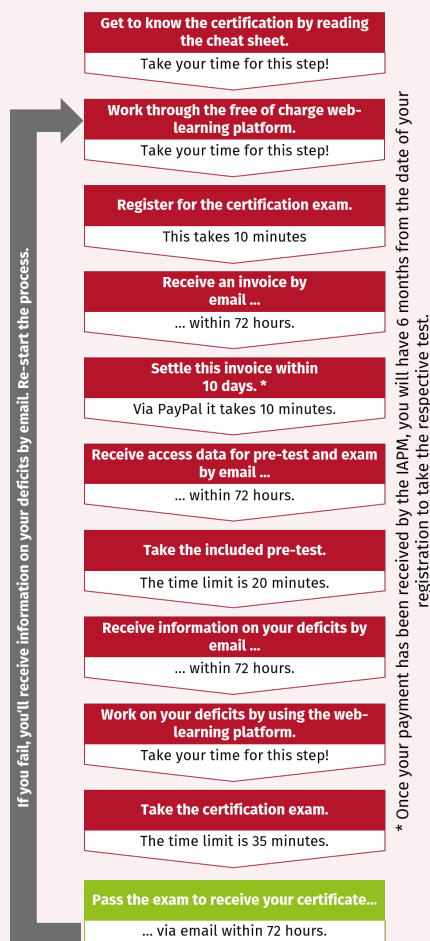 Get to know the certification by reading
the cheat sheet.
Take your time for this step!
Work through the free of charge web-
learning platform.
Take your time for this step!
Register for the certification exam.
This takes 10 minutes
Receive an invoice by
email ...
... within 72 hours.
Settle this invoice within
10 days. *
Via PayPal it takes 10 minutes.
Receive access data for pre-test and exam
by email ...
... within 72 hours.
Take the included pre-test.
The time limit is 20 minutes.
Receive information on your deficits by
email ...
... within 72 hours.
Work on your deficits by using the web-
learning platform.
Take your time for this step!
Take the certification exam.
The time limit is 35 minutes.
Pass the exam to receive your certificate...
... via email within 72 hours.
If you fail, you'll receive information on your deficits by email. Re-start the process.
* Once your payment has been received by the IAPM, you will have 6 months from the date of your
registration to take the respective test.